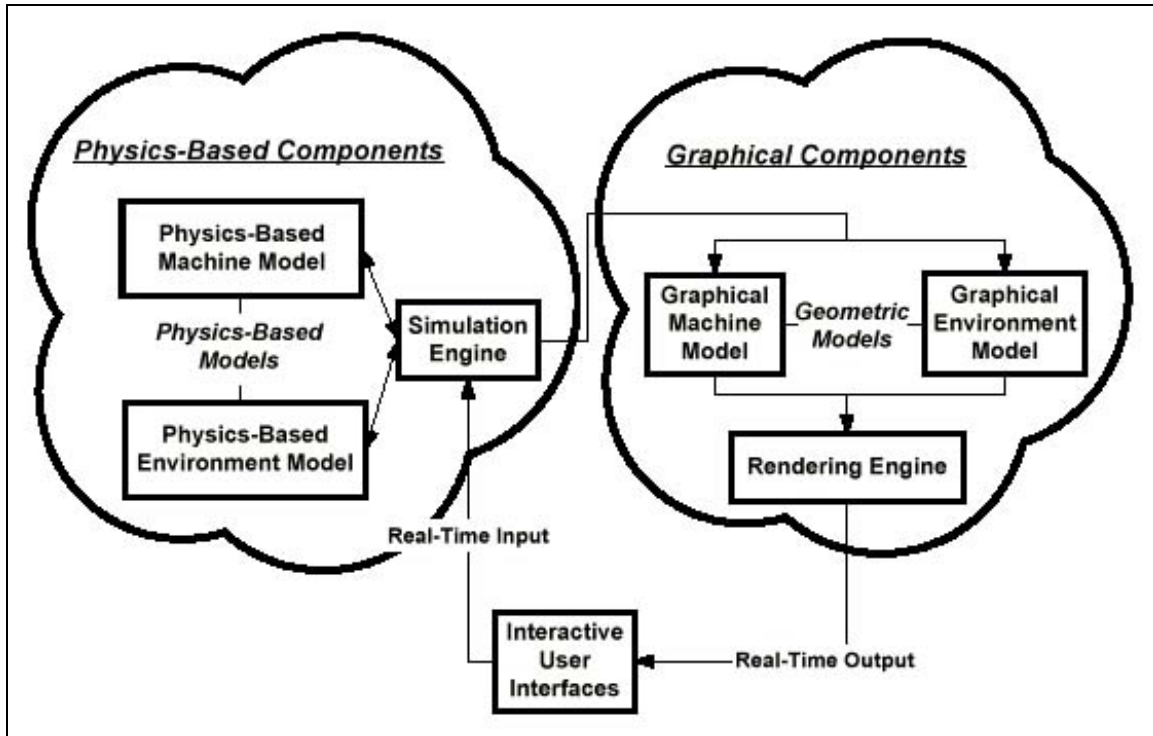 Physics-Based Components
Physics-Based
Machine Model
Physics-Based
Models
Physics-Based
Environment Model
Simulation
Engine
Graphical Components
Graphical
Machine
Model
Geometric
Models
Graphical
Environment
Model
Rendering Engine
Real-Time Input
Interactive
User
Interfaces
Real-Time Output